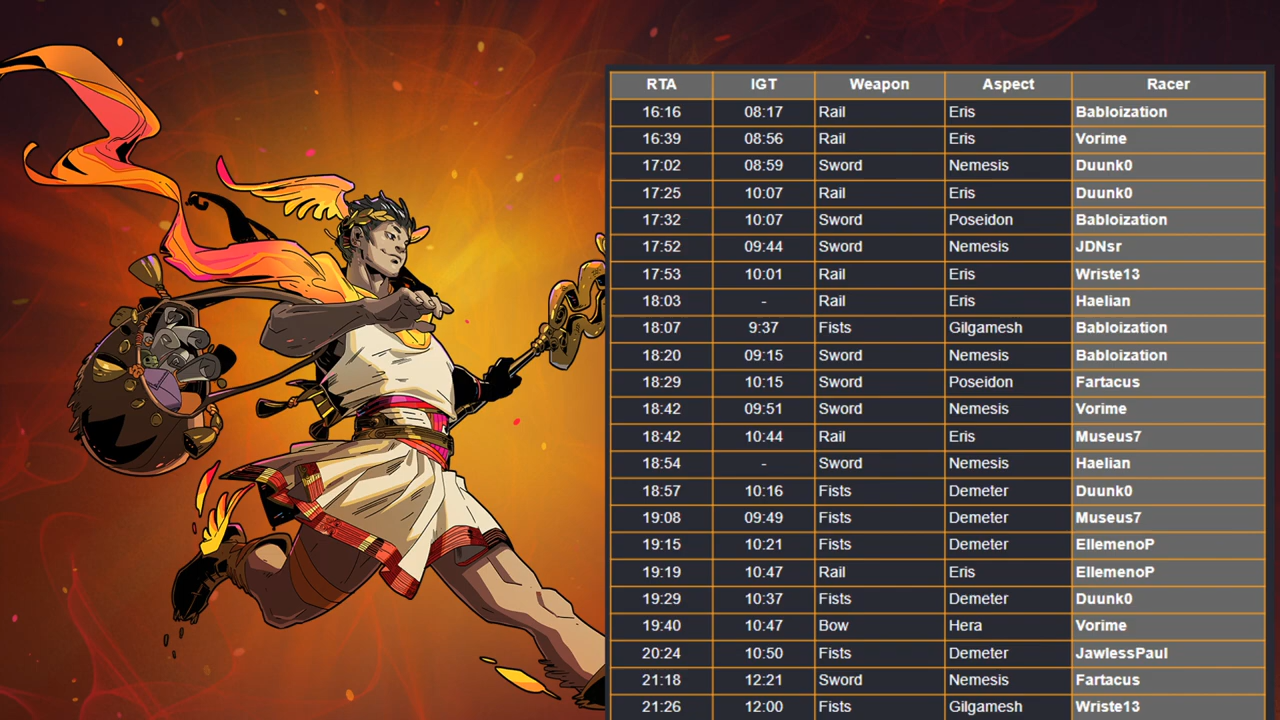 RTA IGT Weapon Aspect Racer
16:16 08:17 Rail Eris Babloization
16:39 08:56 Rail Eris Vorime
17:02 08:59 Sword Nemesis Duunk0
17:25 10:07 Rail Eris Duunk0
17:32 10:07 Sword Poseidon Babloization
17:52 09:44 Sword Nemesis JDNsr
17:53 10:01 Rail Eris Wriste13
18:03 - Rail Eris Haelian
18:07 9:37 Fists Gilgamesh Babloization
18:20 09:15 Sword Nemesis Babloization
18:29 10:15 Sword Poseidon Fartacus
18:42 09:51 Sword Nemesis Vorime
18:42 10:44 Rail Eris Museus7
18:54 - Sword Nemesis Haelian
18:57 10:16 Fists Demeter Duunk0
19:08 09:49 Fists Demeter Museus7
19:15 10:21 Fists Demeter EllemenoP
19:19 10:47 Rail Eris EllemenoP
19:29 10:37 Fists Demeter Duunk0
19:40 10:47 Bow Hera Vorime
20:24 10:50 Fists Demeter JawlessPaul
21:18 12:21 Sword Nemesis Fartacus
21:26 12:00 Fists Gilgamesh Wriste13